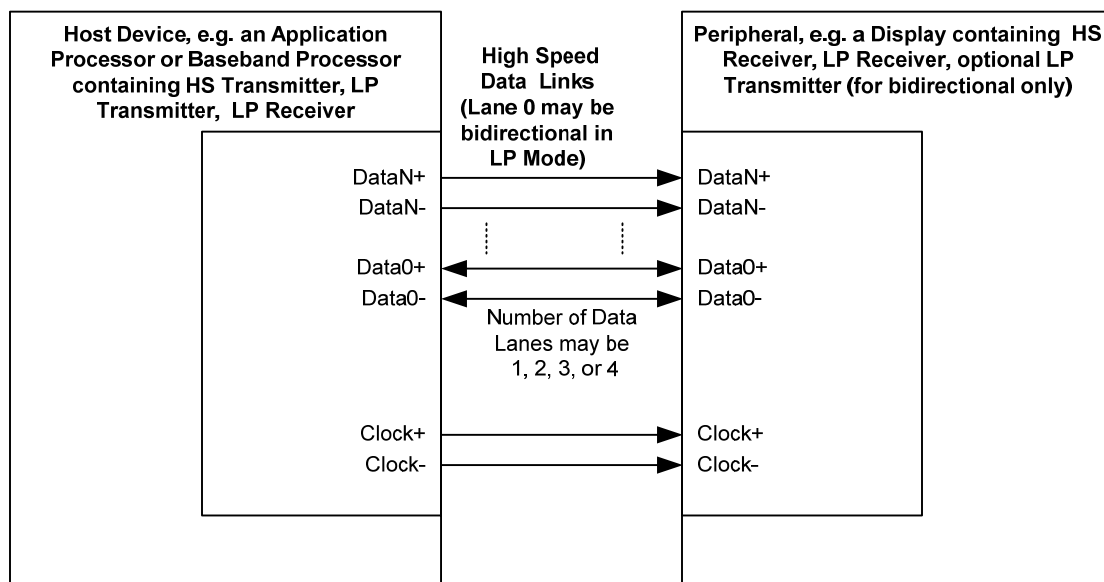 Host Device, e.g. an Application
Processor or Baseband Processor
containing HS Transmitter, LP
Transmitter, LP Receiver
High Speed
Data Links
(Lane 0 may be
bidirectional in
LP Mode)
Peripheral, e.g. a Display containing HS
Receiver, LP Receiver, optional LP
Transmitter (for bidirectional only)
DataN+
DataN-
Data0+
Data0-
DataN+
DataN-
Data0+
Data0-
Number of Data
Lanes may be
1, 2, 3, or 4
Clock+
Clock-
Clock+
Clock-